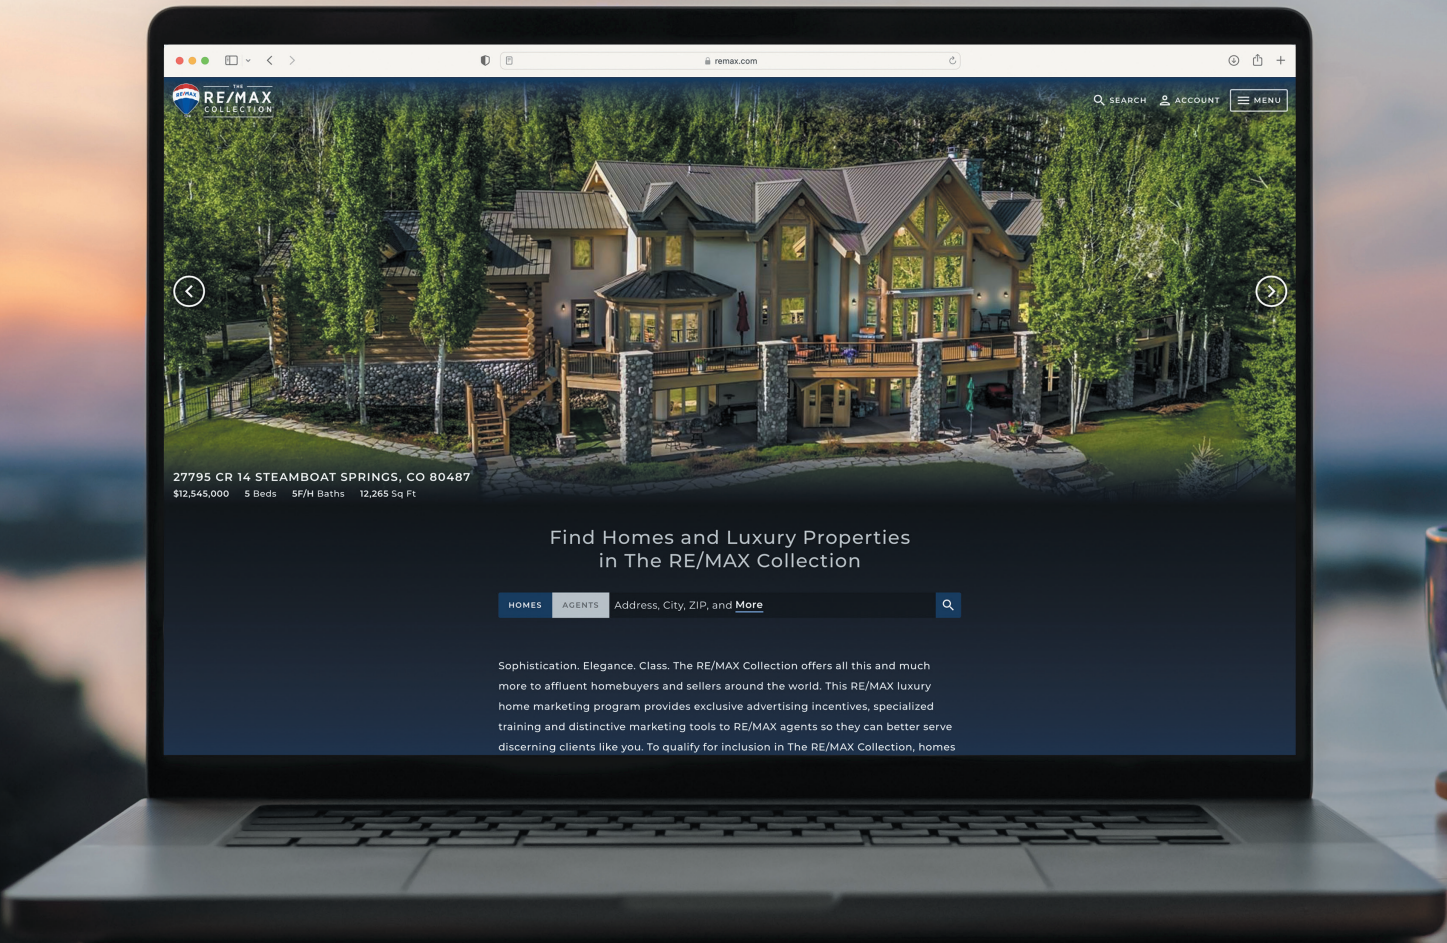 remax.com
RE/MAX
THE
RE/MAX
COLLECTION
SEARCH
ACCOUNT
MENU
27795 CR 14 STEAMBOAT SPRINGS, CO 80487
$12,545,000 5 Beds 5F/H Baths 12,265 Sq Ft
Find Homes and Luxury Properties
in The RE/MAX Collection
HOMES
AGENTS
Address, City, ZIP, and More
Sophistication. Elegance. Class. The RE/MAX Collection offers all this and much
more to affluent homebuyers and sellers around the world. This RE/MAX luxury
home marketing program provides exclusive advertising incentives, specialized
training and distinctive marketing tools to RE/MAX agents so they can better serve
discerning clients like you. To qualify for inclusion in The RE/MAX Collection, homes